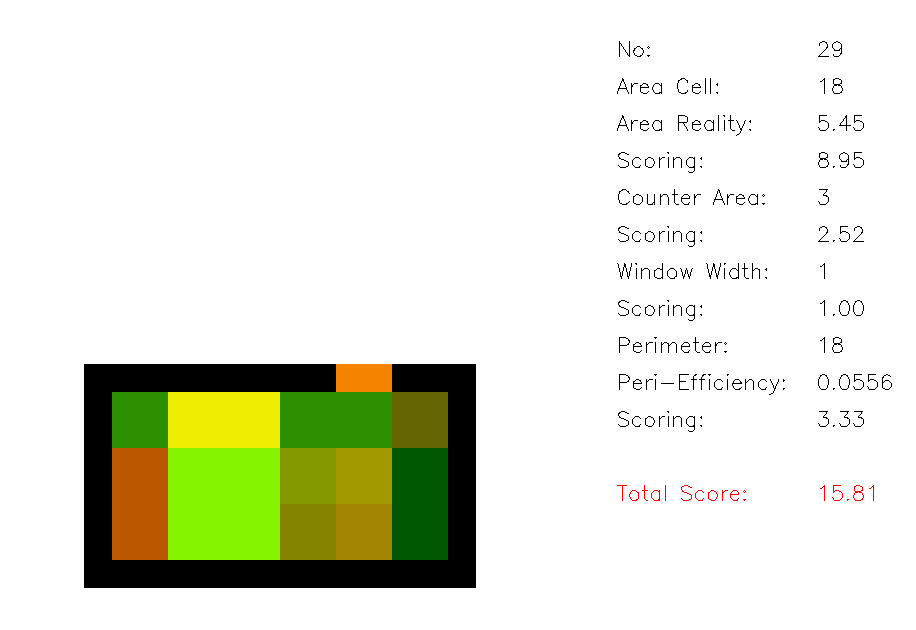 No: 29
Area Cell: 18
Area Reality: 5.45
Scoring: 8.95
Counter Area: 3
Scoring: 2.52
Window Width: 1
Scoring: 1.00
Perimeter: 18
Peri-Efficiency: 0.0556
Scoring: 3.33
Total Score: 15.81